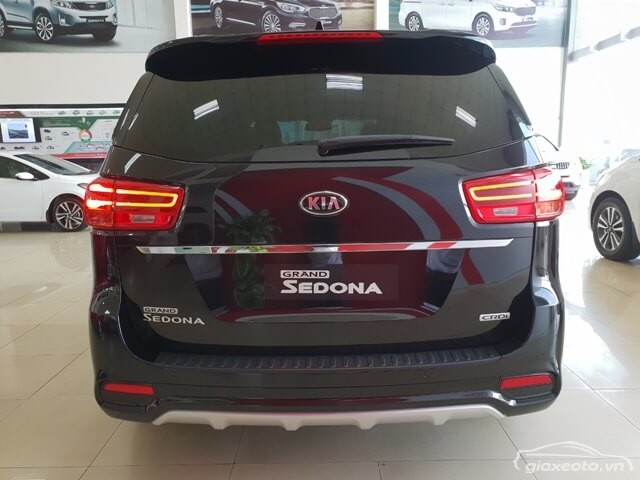 KIA
GRAND
SEDONA
GRAND
SEDONA
CRDi
giaxeoto.vn